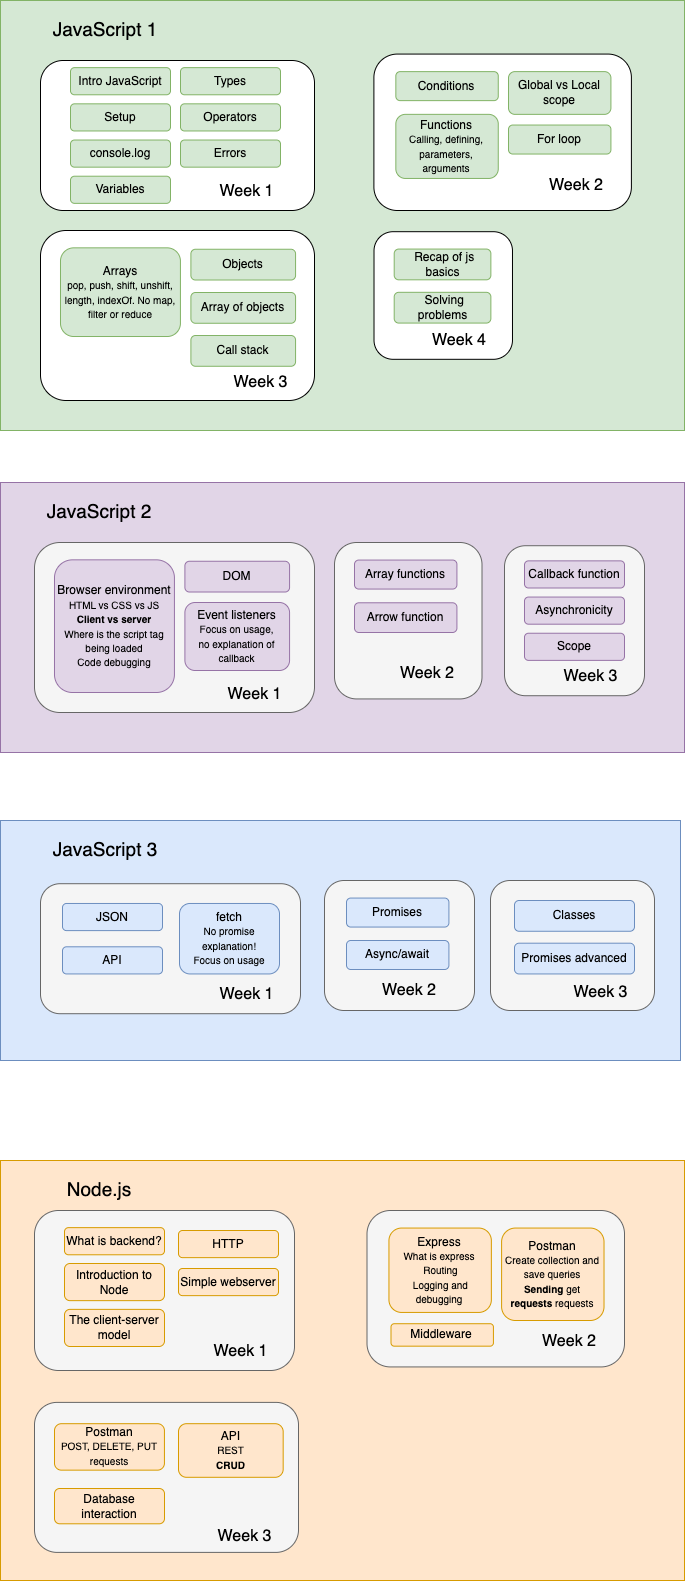 JavaScript 1
Intro JavaScript
Types
Setup
Operators
console.log
Errors
Variables
Week 1
Conditions
Global vs Local
scope
Functions
Calling, defining,
parameters,
arguments
For loop
Week 2
Arrays
pop, push, shift, unshift,
length, indexOf. No map,
filter or reduce
Objects
Array of objects
Call stack
Week 3
Recap of js
basics
Solving
problems
Week 4
JavaScript 2
Browser environment
HTML vs CSS vs JS
Client vs server
Where is the script tag
being loaded
Code debugging
DOM
Event listeners
Focus on usage,
no explanation of
callback
Week 1
Array functions
Arrow function
Week 2
Callback function
Asynchronicity
Scope
Week 3
JavaScript 3
JSON
API
fetch
No promise
explanation!
Focus on usage
Week 1
Promises
Async/await
Week 2
Classes
Promises advanced
Week 3
Node.js
What is backend?
HTTP
Introduction to
Node
Simple webserver
The client-server
model
Week 1
Express
What is express
Routing
Logging and
debugging
Postman
Create collection and
save queries
Sending get
requests requests
Middleware
Week 2
Postman
POST, DELETE, PUT
requests
API
REST
CRUD
Database
interaction
Week 3